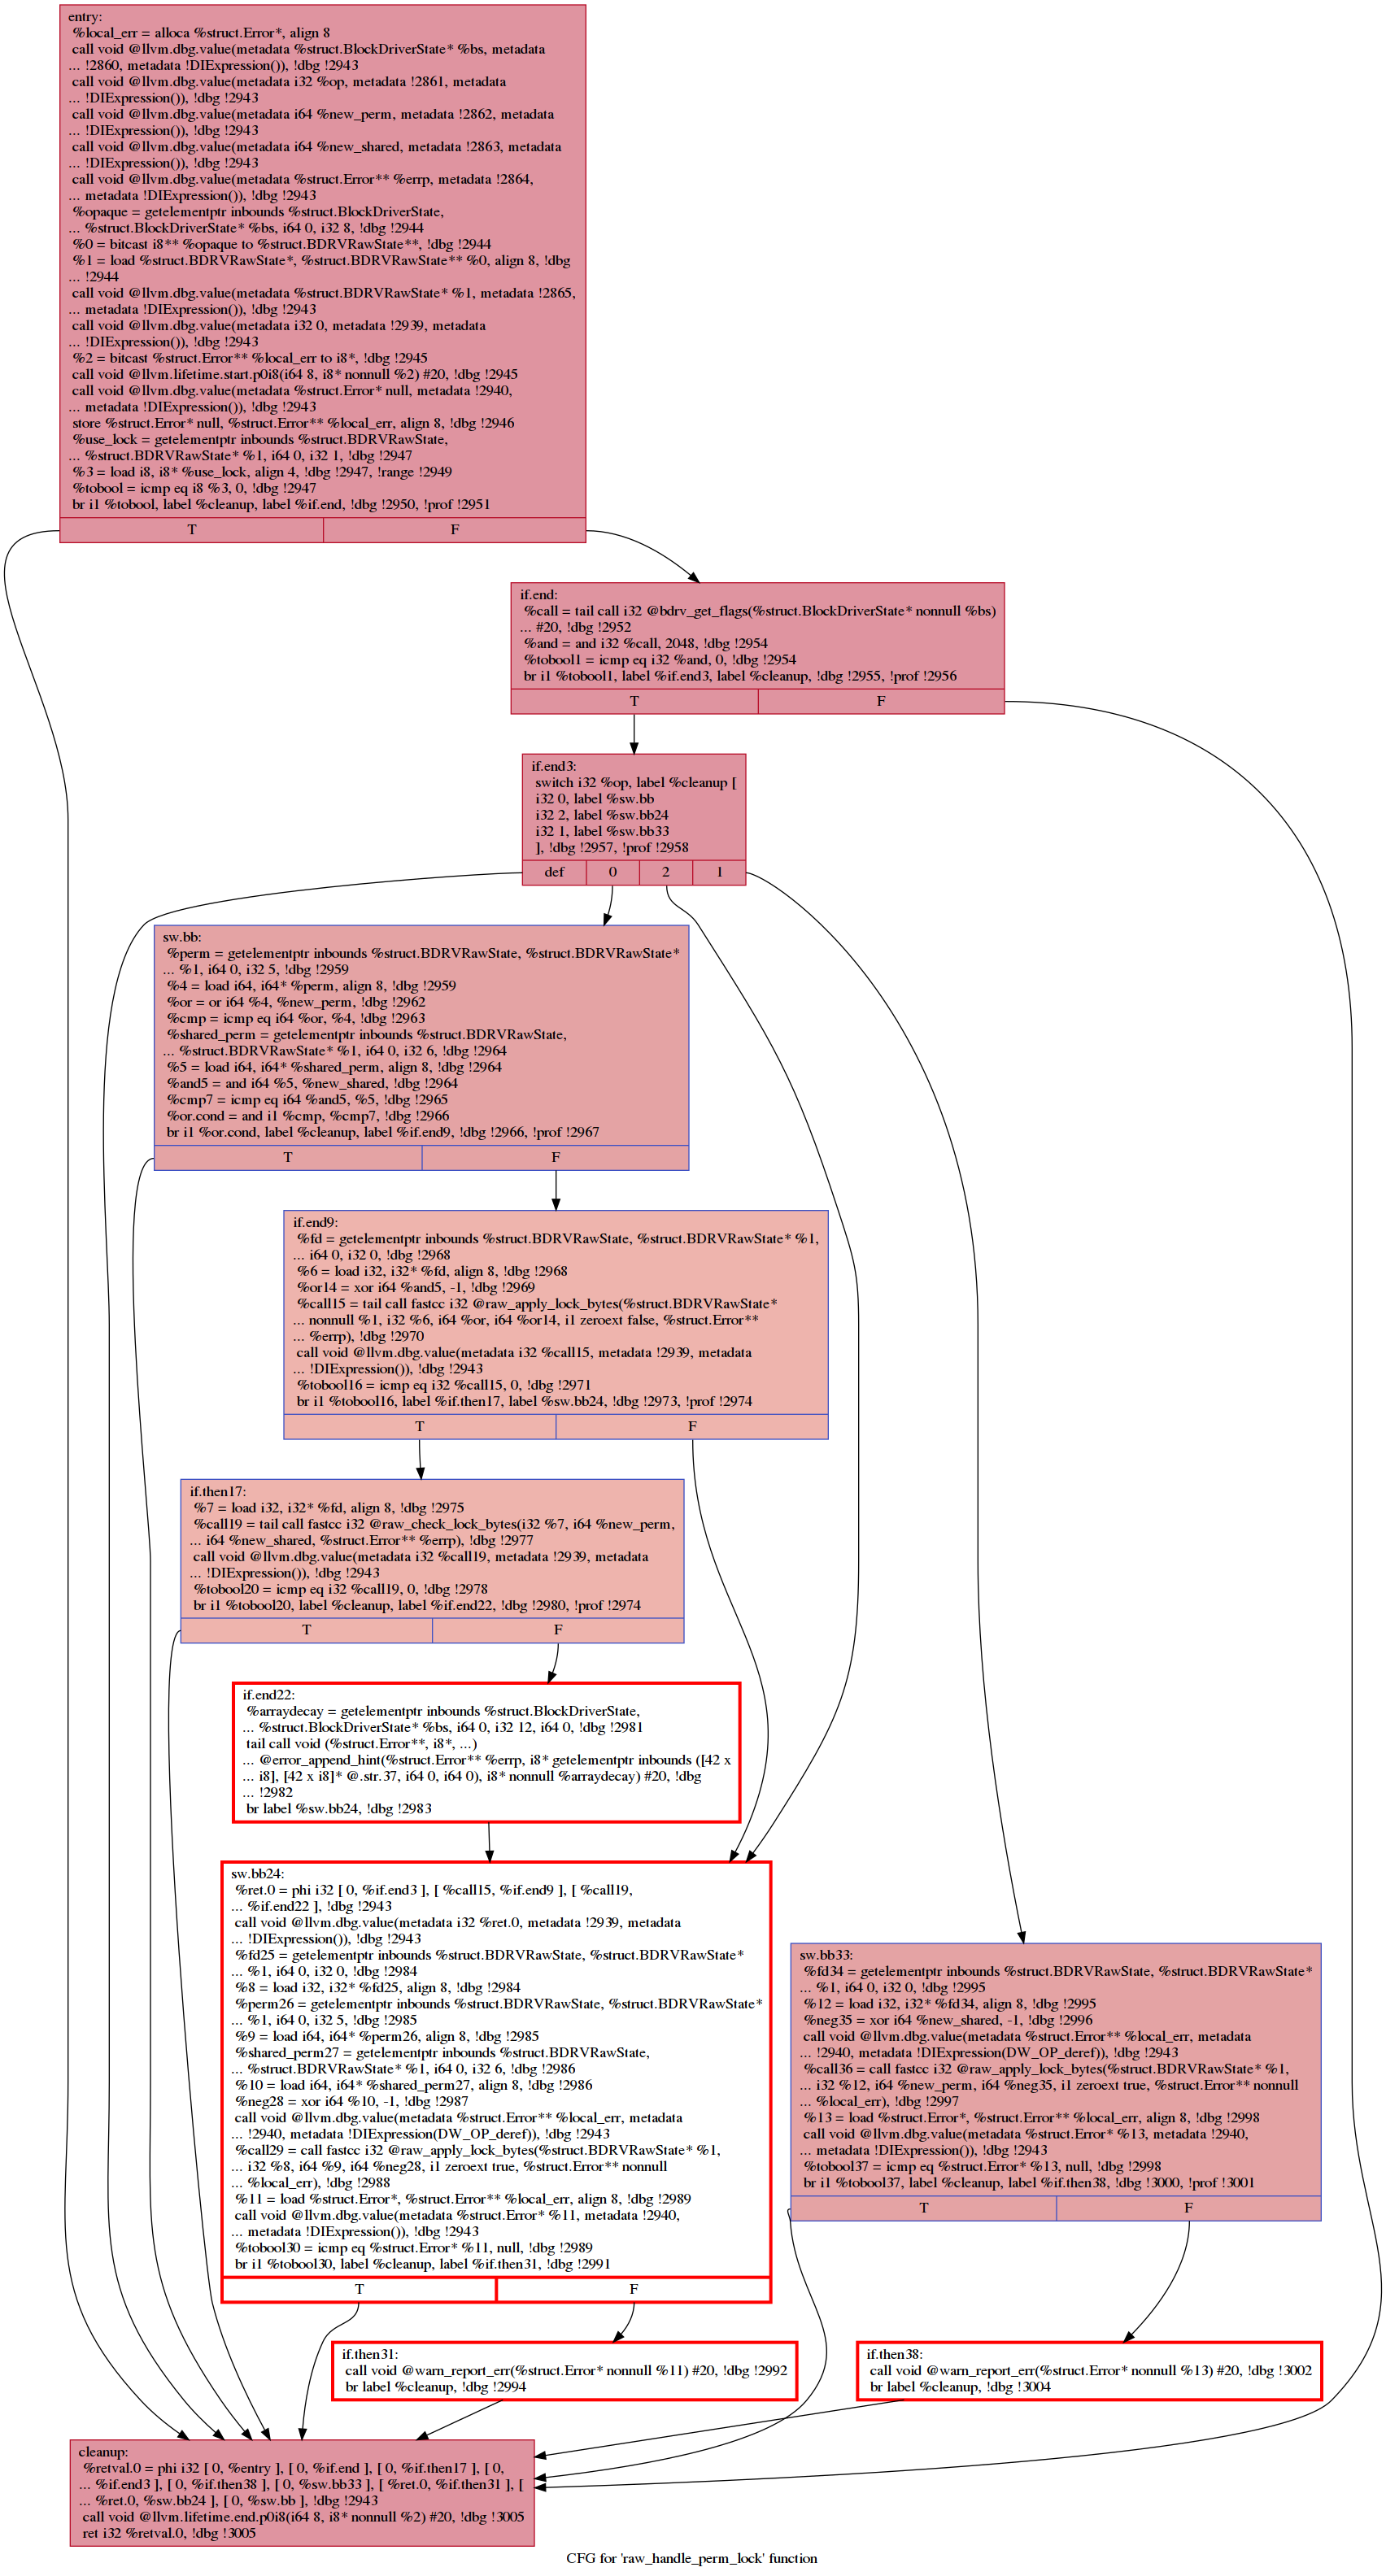 entry:
%local_err = alloca %struct.Error*, align 8
call void @llvm.dbg.value(metadata %struct.BlockDriverState* %bs, metadata
... !2860, metadata !DIExpression()), !dbg !2943
call void @llvm.dbg.value(metadata i32 %op, metadata !2861, metadata
... !DIExpression()), !dbg !2943
call void @llvm.dbg.value(metadata i64 %new_perm, metadata !2862, metadata
... !DIExpression()), !dbg !2943
call void @llvm.dbg.value(metadata i64 %new_shared, metadata !2863, metadata
... !DIExpression()), !dbg !2943
call void @llvm.dbg.value(metadata %struct.Error** %errp, metadata !2864,
... metadata !DIExpression()), !dbg !2943
%opaque = getelementptr inbounds %struct.BlockDriverState,
... %struct.BlockDriverState* %bs, i64 0, i32 8, !dbg !2944
%0 = bitcast i8** %opaque to %struct.BDRVRawState**, !dbg !2944
%1 = load %struct.BDRVRawState*, %struct.BDRVRawState** %0, align 8, !dbg
... !2944
call void @llvm.dbg.value(metadata %struct.BDRVRawState* %1, metadata !2865,
... metadata !DIExpression()), !dbg !2943
call void @llvm.dbg.value(metadata i32 0, metadata !2939, metadata
... !DIExpression()), !dbg !2943
%2 = bitcast %struct.Error** %local_err to i8*, !dbg !2945
call void @llvm.lifetime.start.p0i8(i64 8, i8* nonnull %2) #20, !dbg !2945
call void @llvm.dbg.value(metadata %struct.Error* null, metadata !2940,
... metadata !DIExpression()), !dbg !2943
store %struct.Error* null, %struct.Error** %local_err, align 8, !dbg !2946
%use_lock = getelementptr inbounds %struct.BDRVRawState,
... %struct.BDRVRawState* %1, i64 0, i32 1, !dbg !2947
%3 = load i8, i8* %use_lock, align 4, !dbg !2947, !range !2949
%tobool = icmp eq i8 %3, 0, !dbg !2947
br i1 %tobool, label %cleanup, label %if.end, !dbg !2950, !prof !2951
T F
if.end:
%call = tail call i32 @bdrv_get_flags(%struct.BlockDriverState* nonnull %bs)
... #20, !dbg !2952
%and = and i32 %call, 2048, !dbg !2954
%tobool1 = icmp eq i32 %and, 0, !dbg !2954
br i1 %tobool1, label %if.end3, label %cleanup, !dbg !2955, !prof !2956
T F
if.end3:
switch i32 %op, label %cleanup [
i32 0, label %sw.bb
i32 2, label %sw.bb24
i32 1, label %sw.bb33
], !dbg !2957, !prof !2958
def 0 2 1
sw.bb:
%perm = getelementptr inbounds %struct.BDRVRawState, %struct.BDRVRawState*
... %1, i64 0, i32 5, !dbg !2959
%4 = load i64, i64* %perm, align 8, !dbg !2959
%or = or i64 %4, %new_perm, !dbg !2962
%cmp = icmp eq i64 %or, %4, !dbg !2963
%shared_perm = getelementptr inbounds %struct.BDRVRawState,
... %struct.BDRVRawState* %1, i64 0, i32 6, !dbg !2964
%5 = load i64, i64* %shared_perm, align 8, !dbg !2964
%and5 = and i64 %5, %new_shared, !dbg !2964
%cmp7 = icmp eq i64 %and5, %5, !dbg !2965
%or.cond = and i1 %cmp, %cmp7, !dbg !2966
br i1 %or.cond, label %cleanup, label %if.end9, !dbg !2966, !prof !2967
T F
if.end9:
%fd = getelementptr inbounds %struct.BDRVRawState, %struct.BDRVRawState* %1,
... i64 0, i32 0, !dbg !2968
%6 = load i32, i32* %fd, align 8, !dbg !2968
%or14 = xor i64 %and5, -1, !dbg !2969
%call15 = tail call fastcc i32 @raw_apply_lock_bytes(%struct.BDRVRawState*
... nonnull %1, i32 %6, i64 %or, i64 %or14, i1 zeroext false, %struct.Error**
... %errp), !dbg !2970
call void @llvm.dbg.value(metadata i32 %call15, metadata !2939, metadata
... !DIExpression()), !dbg !2943
%tobool16 = icmp eq i32 %call15, 0, !dbg !2971
br i1 %tobool16, label %if.then17, label %sw.bb24, !dbg !2973, !prof !2974
T F
if.then17:
%7 = load i32, i32* %fd, align 8, !dbg !2975
%call19 = tail call fastcc i32 @raw_check_lock_bytes(i32 %7, i64 %new_perm,
... i64 %new_shared, %struct.Error** %errp), !dbg !2977
call void @llvm.dbg.value(metadata i32 %call19, metadata !2939, metadata
... !DIExpression()), !dbg !2943
%tobool20 = icmp eq i32 %call19, 0, !dbg !2978
br i1 %tobool20, label %cleanup, label %if.end22, !dbg !2980, !prof !2974
T F
if.end22:
%arraydecay = getelementptr inbounds %struct.BlockDriverState,
... %struct.BlockDriverState* %bs, i64 0, i32 12, i64 0, !dbg !2981
tail call void (%struct.Error**, i8*, ...)
... @error_append_hint(%struct.Error** %errp, i8* getelementptr inbounds ([42 x
... i8], [42 x i8]* @.str.37, i64 0, i64 0), i8* nonnull %arraydecay) #20, !dbg
... !2982
br label %sw.bb24, !dbg !2983
sw.bb24:
%ret.0 = phi i32 [ 0, %if.end3 ], [ %call15, %if.end9 ], [ %call19,
... %if.end22 ], !dbg !2943
call void @llvm.dbg.value(metadata i32 %ret.0, metadata !2939, metadata
... !DIExpression()), !dbg !2943
%fd25 = getelementptr inbounds %struct.BDRVRawState, %struct.BDRVRawState*
... %1, i64 0, i32 0, !dbg !2984
%8 = load i32, i32* %fd25, align 8, !dbg !2984
%perm26 = getelementptr inbounds %struct.BDRVRawState, %struct.BDRVRawState*
... %1, i64 0, i32 5, !dbg !2985
%9 = load i64, i64* %perm26, align 8, !dbg !2985
%shared_perm27 = getelementptr inbounds %struct.BDRVRawState,
... %struct.BDRVRawState* %1, i64 0, i32 6, !dbg !2986
%10 = load i64, i64* %shared_perm27, align 8, !dbg !2986
%neg28 = xor i64 %10, -1, !dbg !2987
call void @llvm.dbg.value(metadata %struct.Error** %local_err, metadata
... !2940, metadata !DIExpression(DW_OP_deref)), !dbg !2943
%call29 = call fastcc i32 @raw_apply_lock_bytes(%struct.BDRVRawState* %1,
... i32 %8, i64 %9, i64 %neg28, i1 zeroext true, %struct.Error** nonnull
... %local_err), !dbg !2988
%11 = load %struct.Error*, %struct.Error** %local_err, align 8, !dbg !2989
call void @llvm.dbg.value(metadata %struct.Error* %11, metadata !2940,
... metadata !DIExpression()), !dbg !2943
%tobool30 = icmp eq %struct.Error* %11, null, !dbg !2989
br i1 %tobool30, label %cleanup, label %if.then31, !dbg !2991
T F
sw.bb33:
%fd34 = getelementptr inbounds %struct.BDRVRawState, %struct.BDRVRawState*
... %1, i64 0, i32 0, !dbg !2995
%12 = load i32, i32* %fd34, align 8, !dbg !2995
%neg35 = xor i64 %new_shared, -1, !dbg !2996
call void @llvm.dbg.value(metadata %struct.Error** %local_err, metadata
... !2940, metadata !DIExpression(DW_OP_deref)), !dbg !2943
%call36 = call fastcc i32 @raw_apply_lock_bytes(%struct.BDRVRawState* %1,
... i32 %12, i64 %new_perm, i64 %neg35, i1 zeroext true, %struct.Error** nonnull
... %local_err), !dbg !2997
%13 = load %struct.Error*, %struct.Error** %local_err, align 8, !dbg !2998
call void @llvm.dbg.value(metadata %struct.Error* %13, metadata !2940,
... metadata !DIExpression()), !dbg !2943
%tobool37 = icmp eq %struct.Error* %13, null, !dbg !2998
br i1 %tobool37, label %cleanup, label %if.then38, !dbg !3000, !prof !3001
T F
if.then31:
call void @warn_report_err(%struct.Error* nonnull %11) #20, !dbg !2992
br label %cleanup, !dbg !2994
if.then38:
call void @warn_report_err(%struct.Error* nonnull %13) #20, !dbg !3002
br label %cleanup, !dbg !3004
cleanup:
%retval.0 = phi i32 [ 0, %entry ], [ 0, %if.end ], [ 0, %if.then17 ], [ 0,
... %if.end3 ], [ 0, %if.then38 ], [ 0, %sw.bb33 ], [ %ret.0, %if.then31 ], [
... %ret.0, %sw.bb24 ], [ 0, %sw.bb ], !dbg !2943
call void @llvm.lifetime.end.p0i8(i64 8, i8* nonnull %2) #20, !dbg !3005
ret i32 %retval.0, !dbg !3005
CFG for 'raw_handle_perm_lock' function